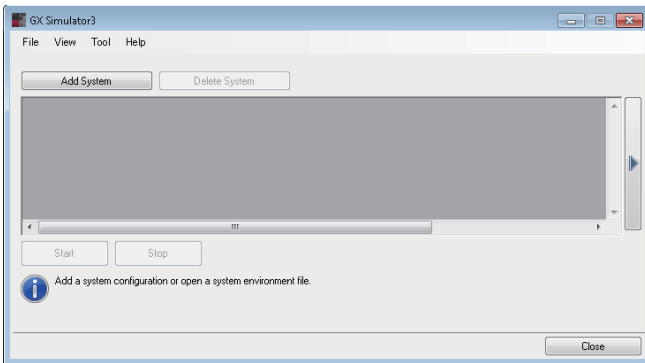 GX Simulator3
File View Tool Help
Add System Delete System
Start Stop
Add a system configuration or open a system environment file.
Close